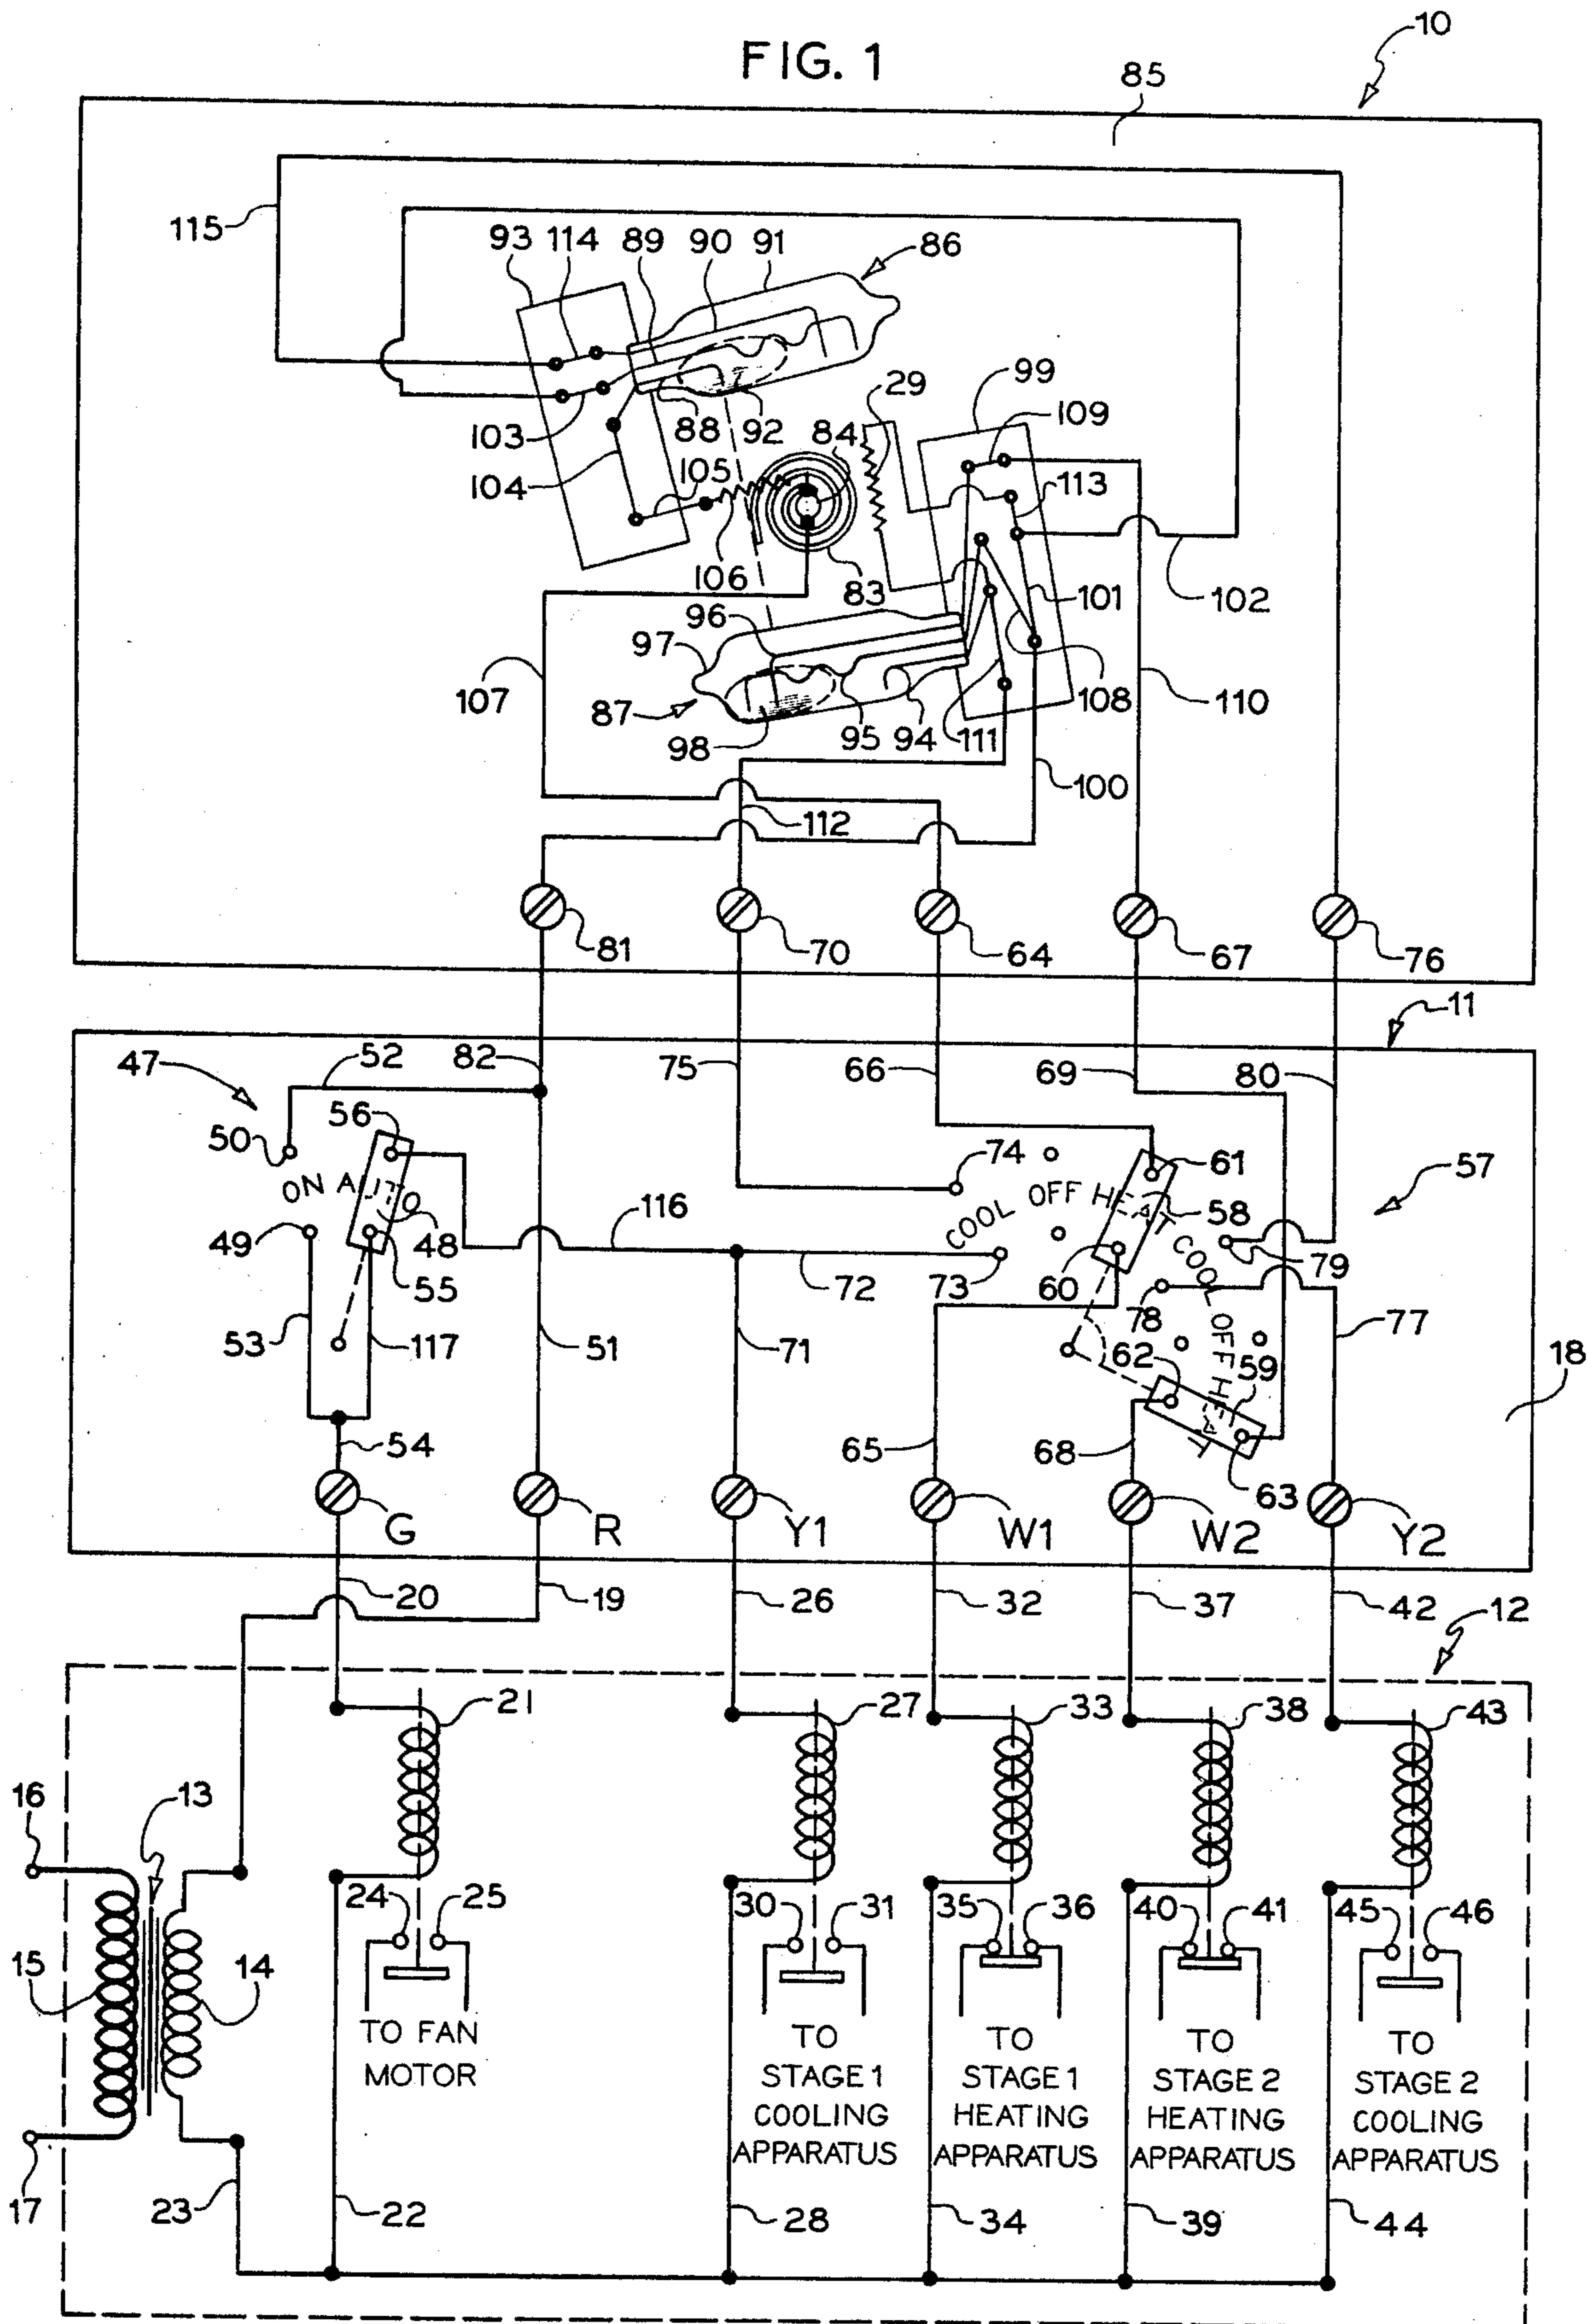 FIG. 1
10
85
115
93 114 89 90 91 86
99
29 109
103 88 92 84
104 105 113
106 83 101 102
96
97
107
87 108 110
98 95 94 111
100
112
81 70 64 67 76
11
47 52 82 75 66 69 80
56
50 74 61 57
ON AUTO COOL OFF HEAT 58
COOL OFF HEAT
49 48 116 79
55 72 73 60
78
53 117 51 71 62 59 77 18
54 65 68
63
G R Y1 W1 W2 Y2
20 19 26 32 37 42 12
21 27 33 38 43
16 13
24 25 30 31 35 36 40 41 45 46
15 14
TO FAN
MOTOR
TO
STAGE 1
COOLING
APPARATUS
TO
STAGE 1
HEATING
APPARATUS
TO
STAGE 2
HEATING
APPARATUS
TO
STAGE 2
COOLING
APPARATUS
17 23 22 28 34 39 44